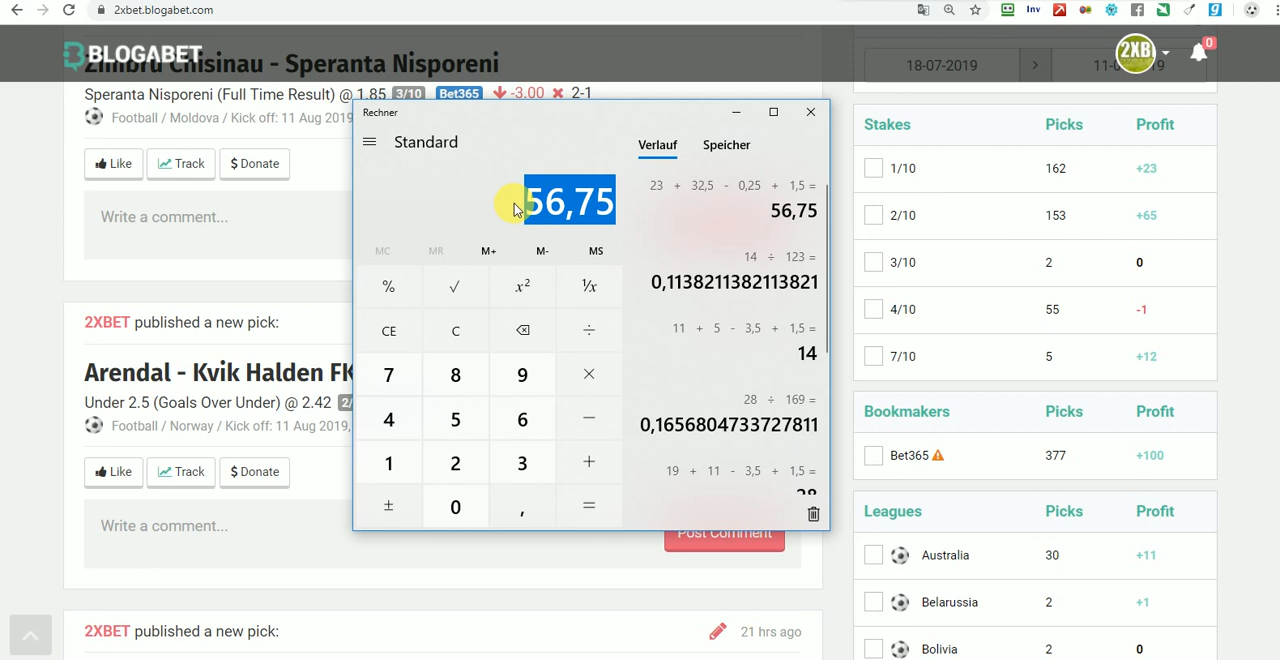 2xbet.blogabet.com
Inv
BLOGABET
2XB
0
Zimbru Chisinau - Speranta Nisporeni
Speranta Nisporeni (Full Time Result) @ 1.85 3/10 Bet365 -3.00 2-1
Football / Moldova / Kick off: 11 Aug 2019
Like
Track
$ Donate
Write a comment...
2XBET published a new pick:
Arendal - Kvik Halden FK
Under 2.5 (Goals Over Under) @ 2.42 2/
Football / Norway / Kick off: 11 Aug 2019,
Like
Track
$ Donate
Write a comment...
Post Comment
2XBET published a new pick:
21 hrs ago
Rechner
Standard
56,75
MC MR M+ M- MS
% √ x² ¹/x
CE C ÷
7 8 9 ×
4 5 6 −
1 2 3 +
± 0 , =
Verlauf
Speicher
23 + 32,5 - 0,25 + 1,5 =
56,75
14 ÷ 123 =
0,1138211382113821
11 + 5 - 3,5 + 1,5 =
14
28 ÷ 169 =
0,1656804733727811
19 + 11 - 3,5 + 1,5 =
28
18-07-2019
Stakes Picks Profit
1/10 162 +23
2/10 153 +65
3/10 2 0
4/10 55 -1
7/10 5 +12
Bookmakers Picks Profit
Bet365 377 +100
Leagues Picks Profit
Australia 30 +11
Belarussia 2 +1
Bolivia 2 0